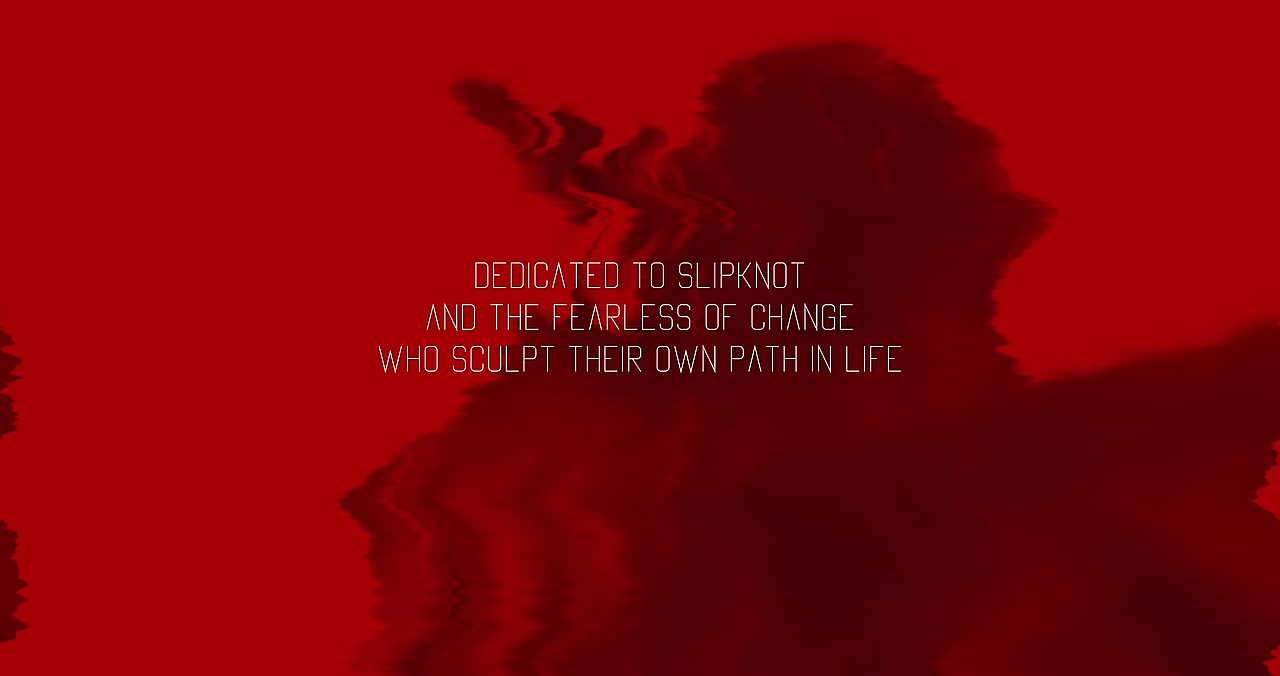 DEDICATED TO SLIPKNOT
AND THE FEARLESS OF CHANGE
WHO SCULPT THEIR OWN PATH IN LIFE